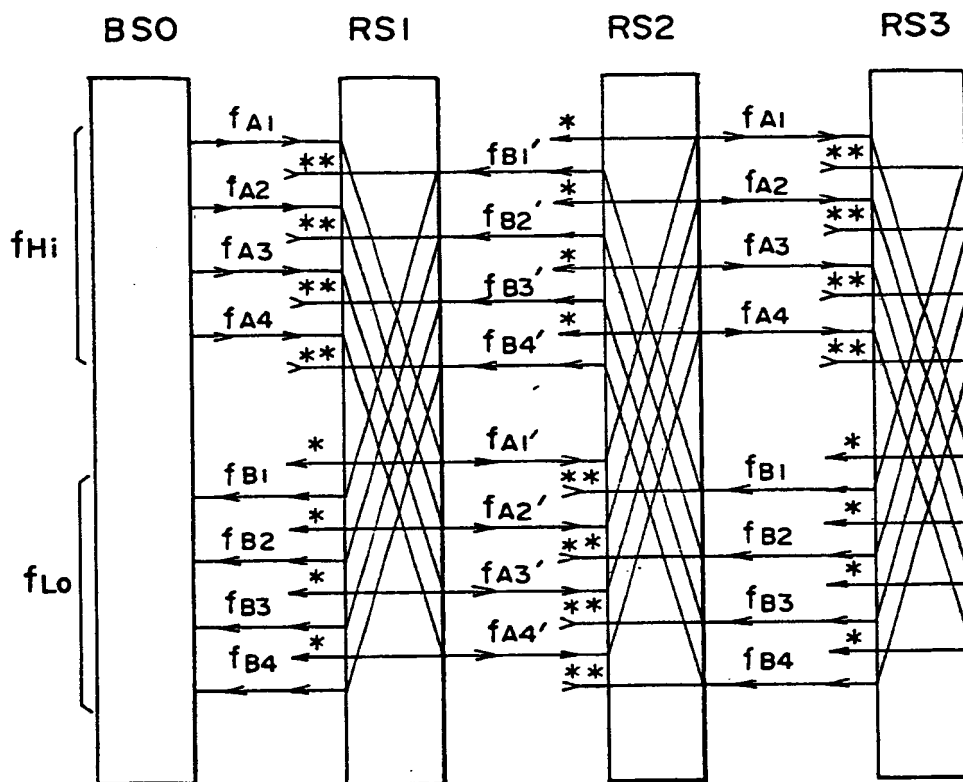 BS0 RS1 RS2 RS3
fA1 * fA1
** fB1' **
fA2 * fA2
** fB2' **
fHi fA3 * fA3
** fB3' **
fA4 * fA4
** fB4' **
* fA1' *
fB1 ** fB1
* fA2' *
fB2 ** fB2
fLo * fA3' *
fB3 ** fB3
* fA4' *
fB4 ** fB4